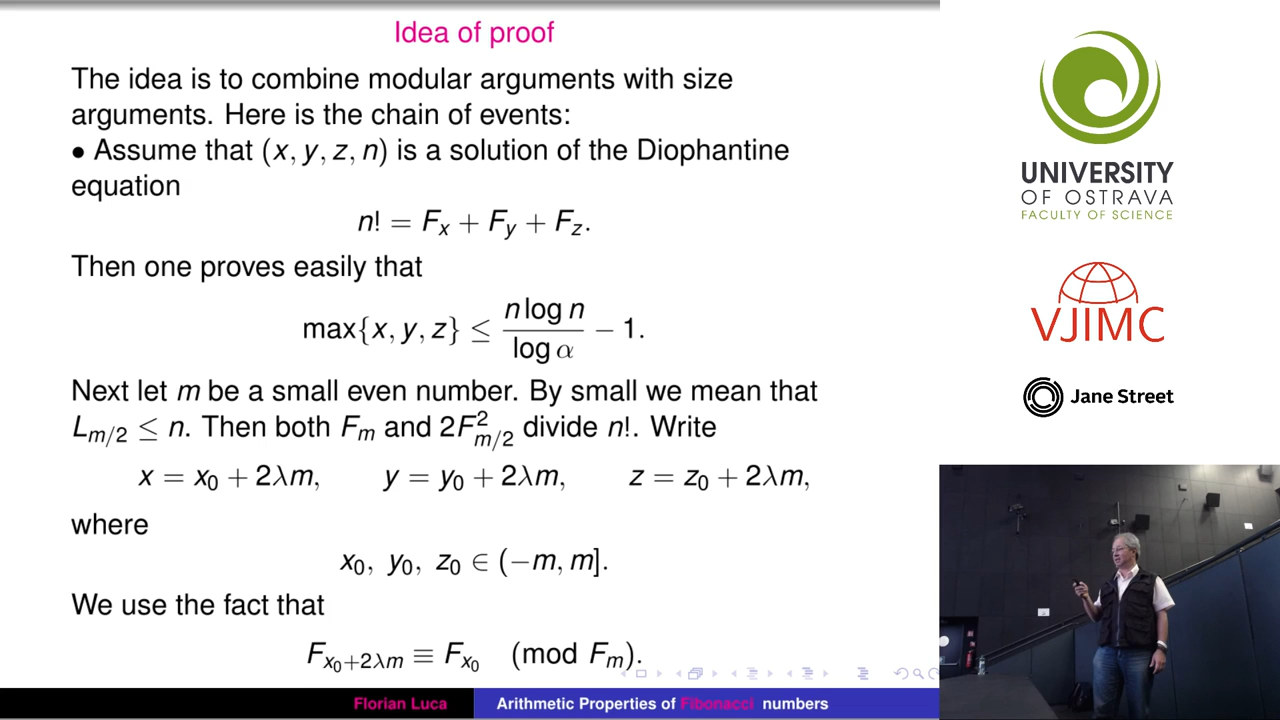 Idea of proof
The idea is to combine modular arguments with size
arguments. Here is the chain of events:
• Assume that (x, y, z, n) is a solution of the Diophantine
equation
n! = F_x + F_y + F_z.
Then one proves easily that
max{x, y, z} ≤ \frac{n log n}{log α} − 1.
Next let m be a small even number. By small we mean that
L_{m/2} ≤ n. Then both F_m and 2F^2_{m/2} divide n!. Write
x = x_0 + 2λm, y = y_0 + 2λm, z = z_0 + 2λm,
where
x_0, y_0, z_0 ∈ (−m, m].
We use the fact that
F_{x_0+2λm} ≡ F_{x_0} (mod F_m).
Florian Luca Arithmetic Properties of Fibonacci numbers
UNIVERSITY
OF OSTRAVA
FACULTY OF SCIENCE
VJIMC
Jane Street